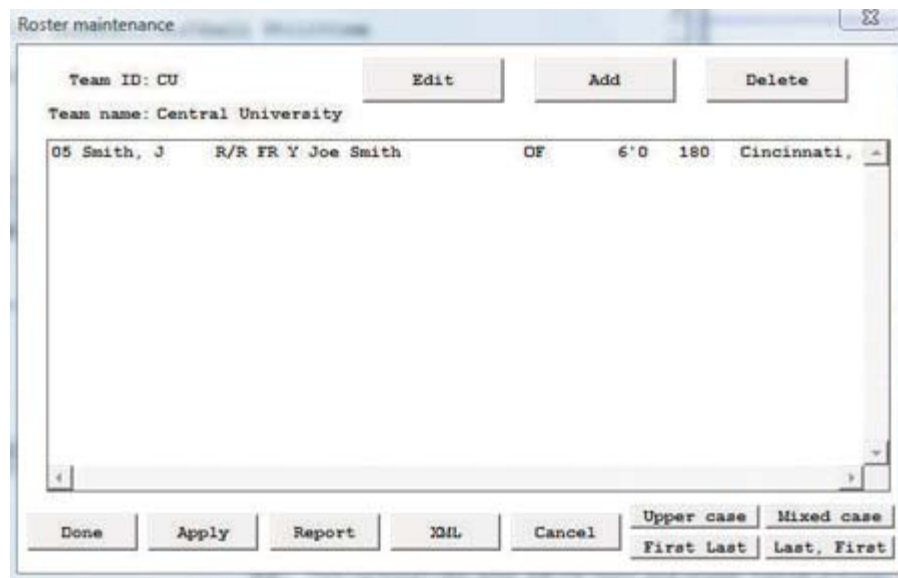 Roster maintenance
Team ID: CU Edit Add Delete
Team name: Central University
05 Smith, J R/R FR Y Joe Smith OF 6'0 180 Cincinnati,
Upper case Mixed case
Done Apply Report XML Cancel
First Last Last, First